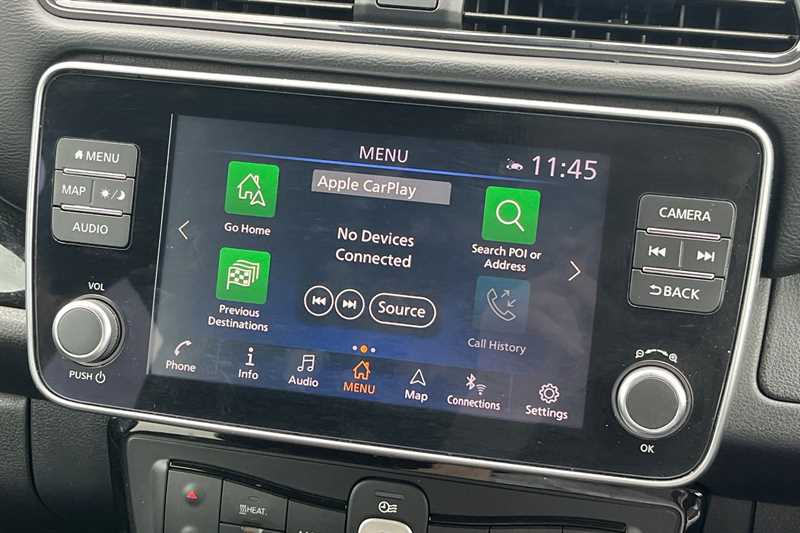 MENU
MAP
AUDIO
VOL
PUSH
MENU
11:45
Apple CarPlay
Go Home
No Devices
Connected
Search POI or
Address
Previous
Destinations
Source
Call History
Phone
Info
Audio
MENU
Map
Connections
Settings
CAMERA
BACK
OK
HEAT.